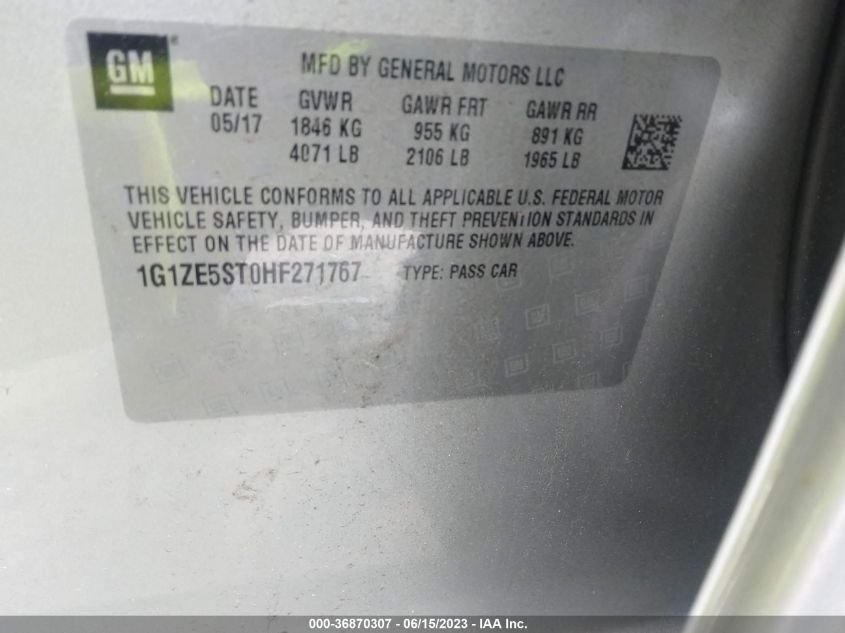 GM ®
MFD BY GENERAL MOTORS LLC
DATE GVWR GAWR FRT GAWR RR
05/17 1846 KG 955 KG 891 KG
4071 LB 2106 LB 1965 LB
THIS VEHICLE CONFORMS TO ALL APPLICABLE U.S. FEDERAL MOTOR
VEHICLE SAFETY, BUMPER, AND THEFT PREVENTION STANDARDS IN
EFFECT ON THE DATE OF MANUFACTURE SHOWN ABOVE.
1G1ZE5ST0HF271767 TYPE: PASS CAR
000-36870307 - 06/15/2023 - IAA Inc.